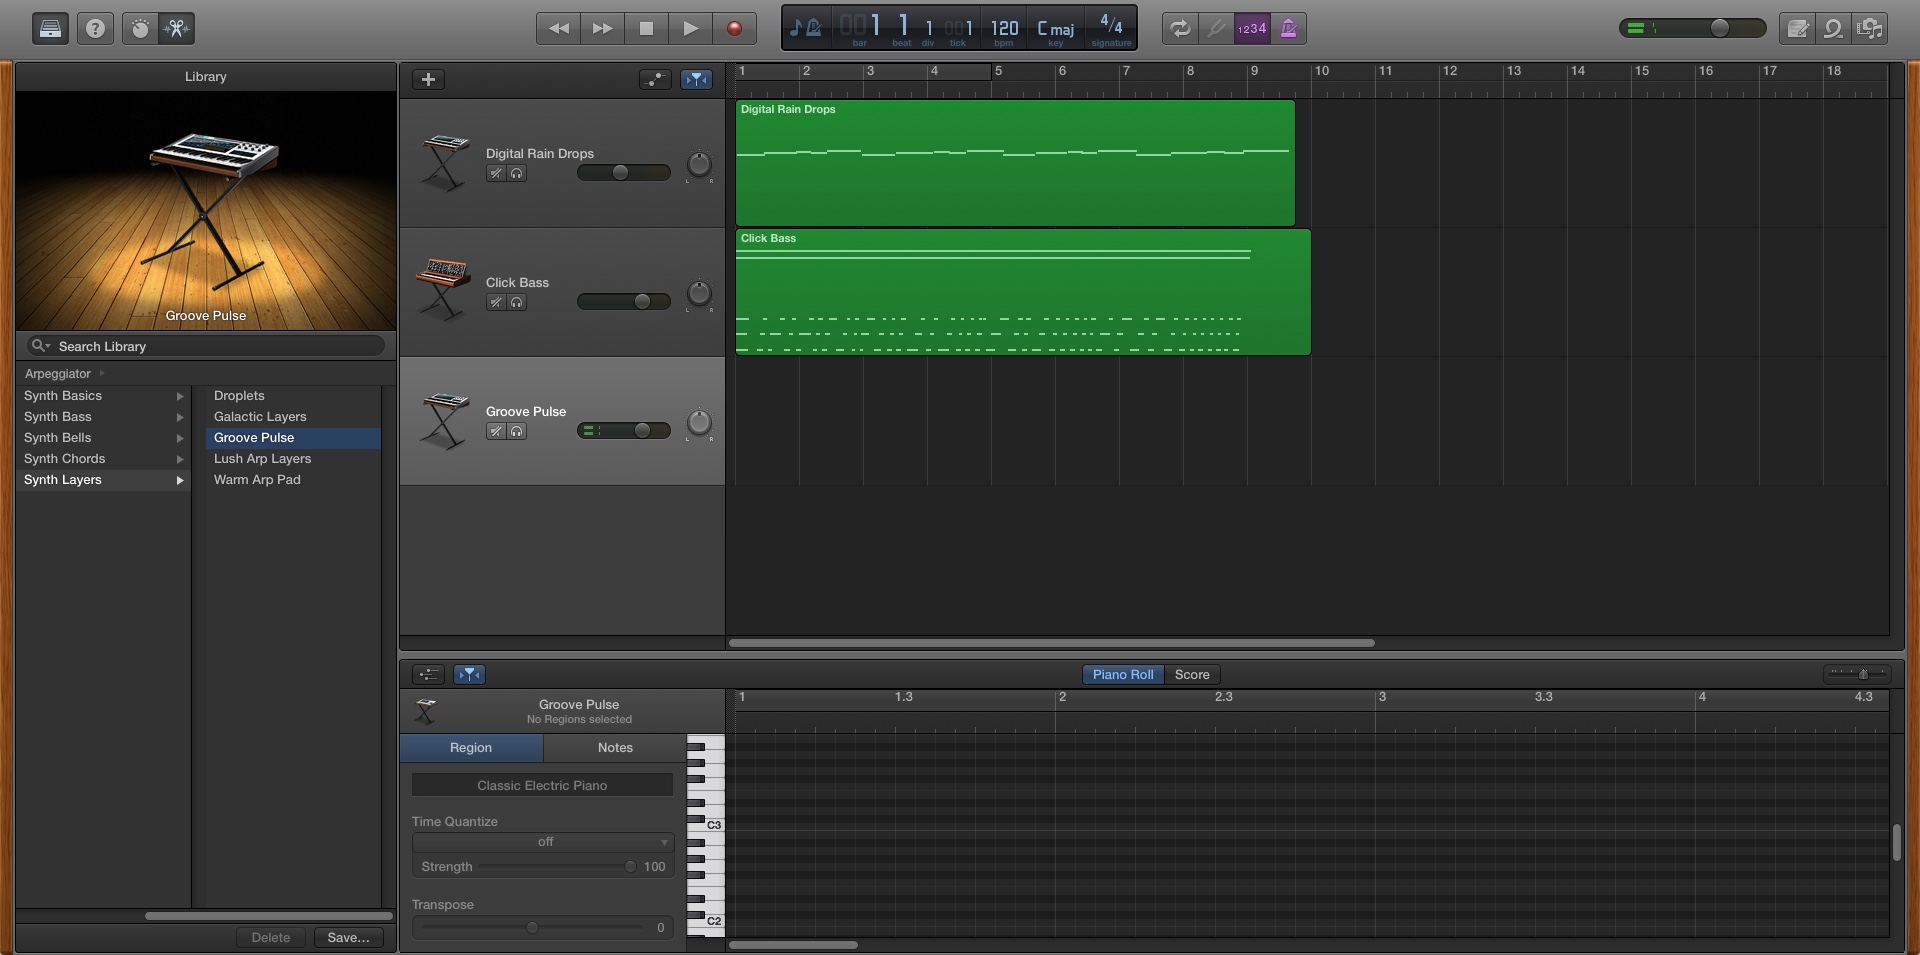 1 1 1 1 120 C maj 4/4
bar beat div tick bpm key signature
1234
Library
Groove Pulse
Search Library
Arpeggiator
Synth Basics
Synth Bass
Synth Bells
Synth Chords
Synth Layers
Droplets
Galactic Layers
Groove Pulse
Lush Arp Layers
Warm Arp Pad
Delete Save...
1 2 3 4 5 6 7 8 9 10 11 12 13 14 15 16 17 18
Digital Rain Drops
L R
Digital Rain Drops
Click Bass
L R
Click Bass
Groove Pulse
L R
Piano Roll Score
Groove Pulse
No Regions selected
1 1.3 2 2.3 3 3.3 4 4.3
Region Notes
Classic Electric Piano
Time Quantize
off
Strength 100
Transpose
0
C3
C2